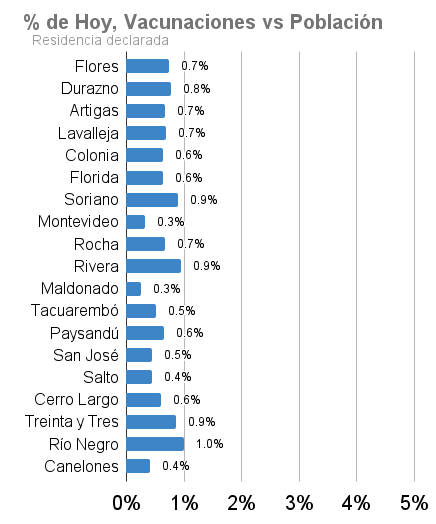 % de Hoy, Vacunaciones vs Población
Residencia declarada
Flores 0.7%
Durazno 0.8%
Artigas 0.7%
Lavalleja 0.7%
Colonia 0.6%
Florida 0.6%
Soriano 0.9%
Montevideo 0.3%
Rocha 0.7%
Rivera 0.9%
Maldonado 0.3%
Tacuarembó 0.5%
Paysandú 0.6%
San José 0.5%
Salto 0.4%
Cerro Largo 0.6%
Treinta y Tres 0.9%
Río Negro 1.0%
Canelones 0.4%
0% 1% 2% 3% 4% 5%